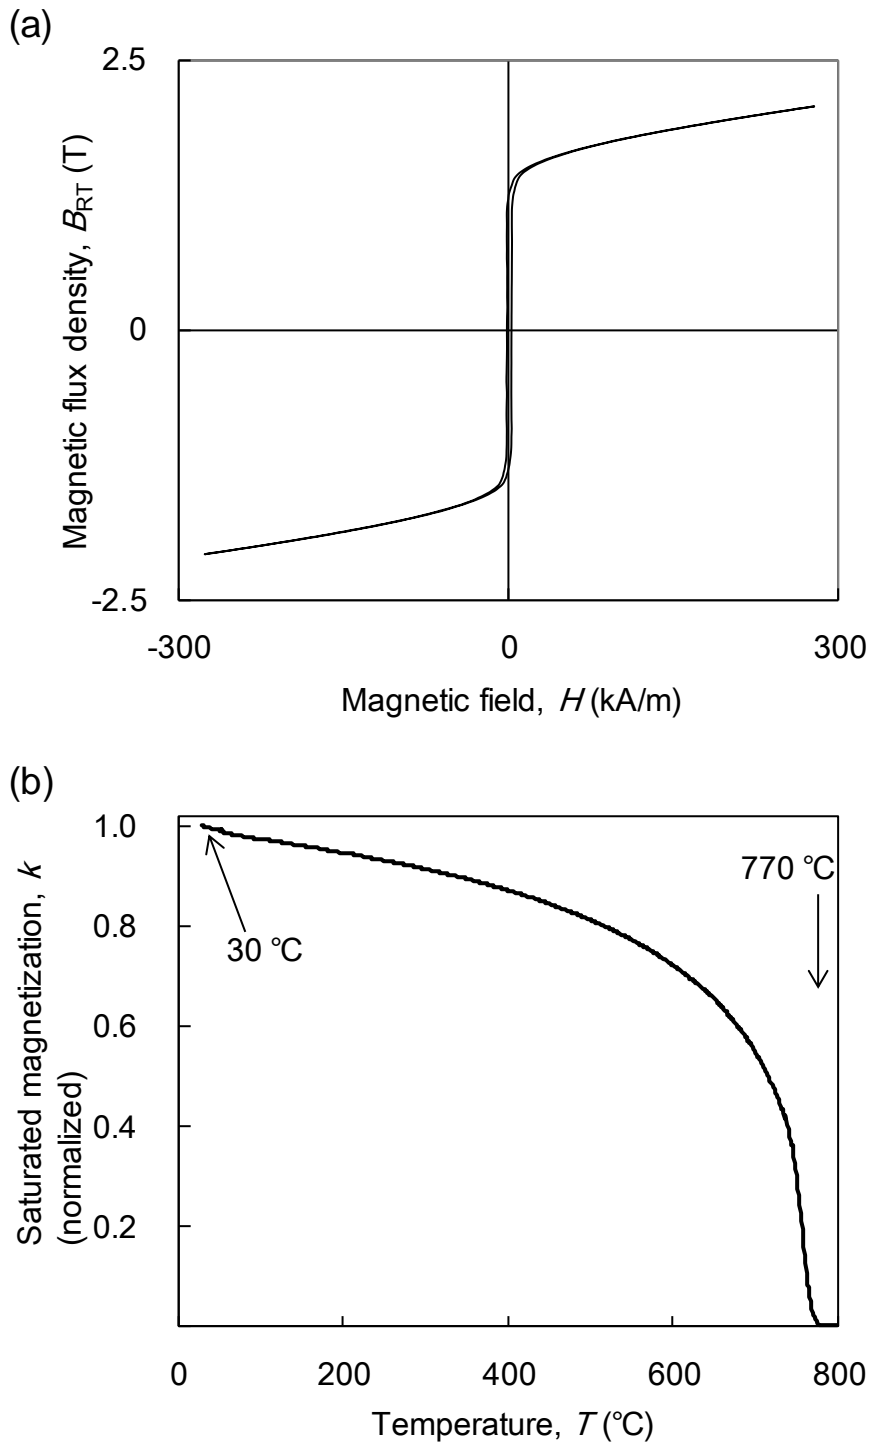 (a)
2.5
Magnetic flux density, B_RT (T)
0
-2.5
-300
0
300
Magnetic field, H (kA/m)
(b)
1.0
770 °C
30 °C
0.8
0.6
0.4
0.2
Saturated magnetization, k
(normalized)
0
200
400
600
800
Temperature, T (°C)